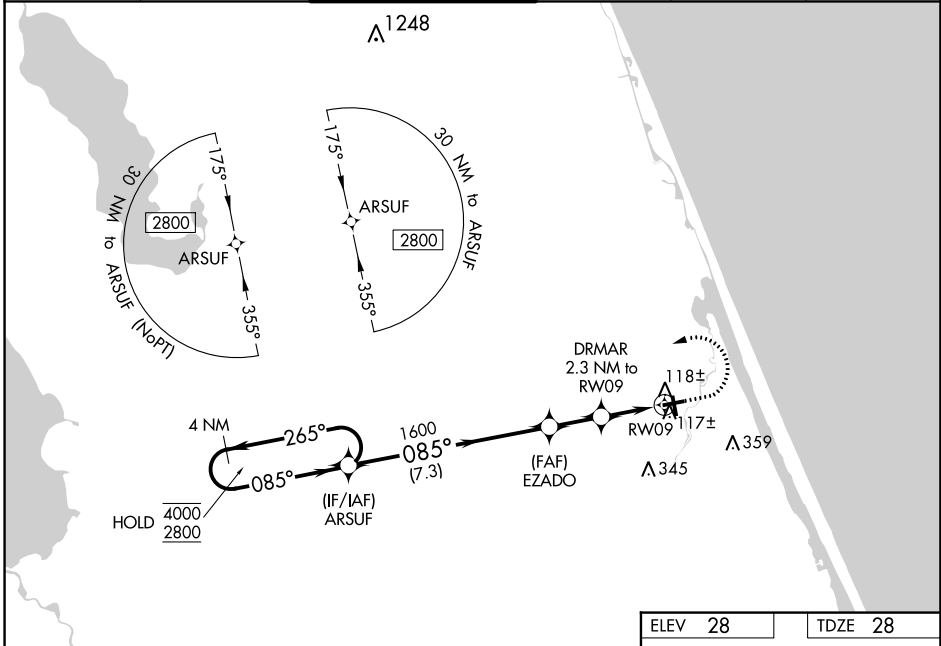 1248
30 NM to ARSUF (NoPT)
175°
2800
ARSUF
355°
30 NM to ARSUF
175°
ARSUF
2800
355°
DRMAR
2.3 NM to
RW09
118±
RW09
117±
359
345
4 NM
265°
1600
085°
(7.3)
085°
(FAF)
EZADO
(IF/IAF)
ARSUF
HOLD
4000
2800
ELEV 28
TDZE 28